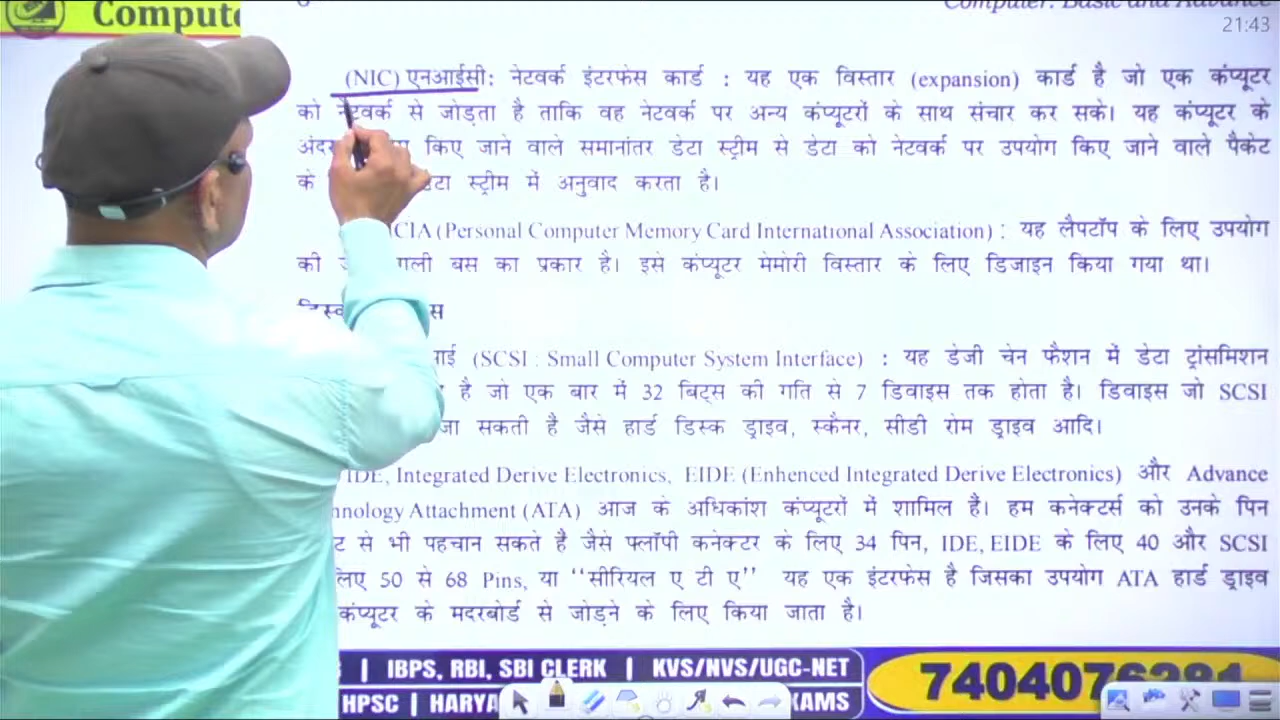 Compute
Computer: Basic and Advance
21:43
(NIC) एनआईसी: नेटवर्क इंटरफेस कार्ड : यह एक विस्तार (expansion) कार्ड है जो एक कंप्यूटर
को नेटवर्क से जोड़ता है ताकि वह नेटवर्क पर अन्य कंप्यूटरों के साथ संचार कर सके। यह कंप्यूटर के
किए जाने वाले समानांतर डेटा स्ट्रीम से डेटा को नेटवर्क पर उपयोग किए जाने वाले पैकेट
के स्ट्रीम में अनुवाद करता है।
CIA (Personal Computer Memory Card International Association) : यह लैपटॉप के लिए उपयोग
की बस का प्रकार है। इसे कंप्यूटर मेमोरी विस्तार के लिए डिजाइन किया गया था।
(SCSI : Small Computer System Interface) : यह डेजी चेन फैशन में डेटा ट्रांसमिशन
है जो एक बार में 32 बिट्स की गति से 7 डिवाइस तक होता है। डिवाइस जो SCSI
जा सकती है जैसे हार्ड डिस्क ड्राइव, स्कैनर, सीडी रोम ड्राइव आदि।
IDE, Integrated Derive Electronics, EIDE (Enhenced Integrated Derive Electronics) और Advance
nology Attachment (ATA) आज के अधिकांश कंप्यूटरों में शामिल हैं। हम कनेक्टर्स को उनके पिन
से भी पहचान सकते है जैसे फ्लॉपी कनेक्टर के लिए 34 पिन, IDE, EIDE के लिए 40 और SCSI
लिए 50 से 68 Pins, या “सीरियल ए टी ए” यह एक इंटरफेस है जिसका उपयोग ATA हार्ड ड्राइव
कंप्यूटर के मदरबोर्ड से जोड़ने के लिए किया जाता है।
| IBPS, RBI, SBI CLERK | KVS/NVS/UGC-NET
HPSC | HARYA XAMS
7404076281